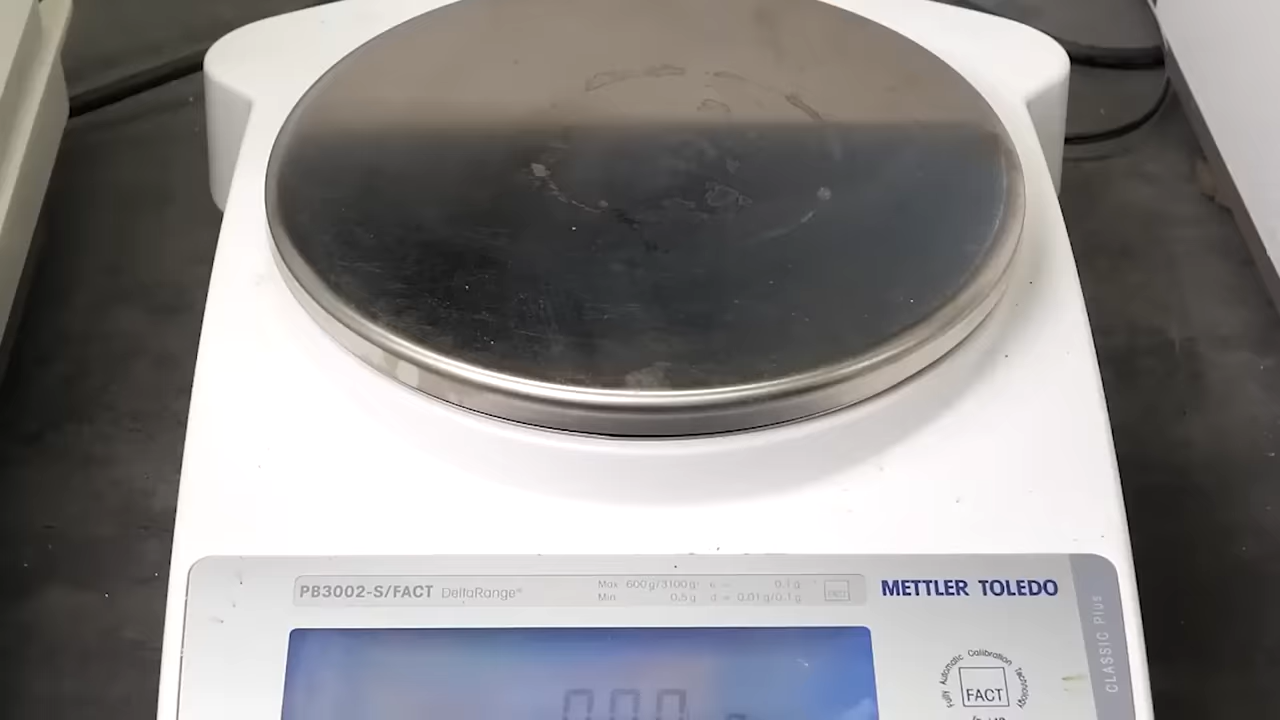 PB3002-S/FACT DeltaRange®
Max 600g/3100g e = 0.1g
Min 0.5g d = 0.01g/0.1g
FACT
METTLER TOLEDO
CLASSIC Plus
Fully Automatic Calibration Technology
FACT
0.00